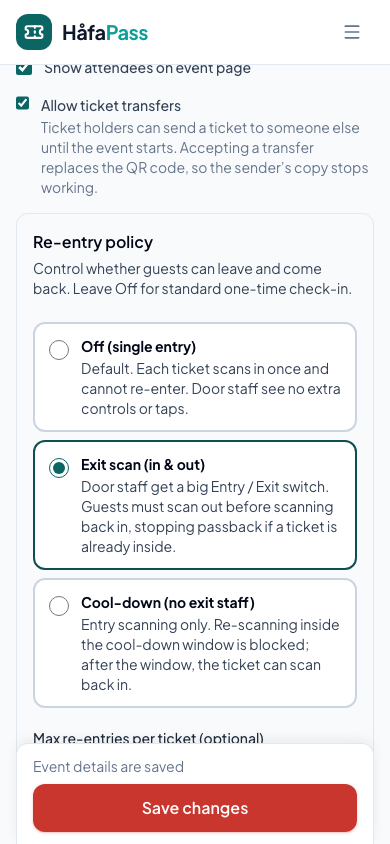 HåfaPass
Show attendees on event page
Allow ticket transfers
Ticket holders can send a ticket to someone else
until the event starts. Accepting a transfer
replaces the QR code, so the sender's copy stops
working.
Re-entry policy
Control whether guests can leave and come
back. Leave Off for standard one-time check-in.
Off (single entry)
Default. Each ticket scans in once and
cannot re-enter. Door staff see no extra
controls or taps.
Exit scan (in & out)
Door staff get a big Entry / Exit switch.
Guests must scan out before scanning
back in, stopping passback if a ticket is
already inside.
Cool-down (no exit staff)
Entry scanning only. Re-scanning inside
the cool-down window is blocked;
after the window, the ticket can scan
back in.
Max re-entries per ticket (optional)
Event details are saved
Save changes